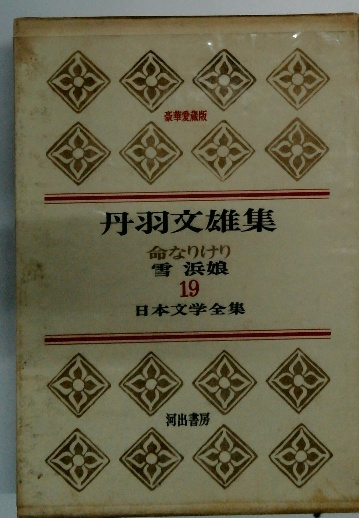 豪華愛蔵版
丹羽文雄集
命なりけり
雪 浜娘
19
日本文学全集
河出書房